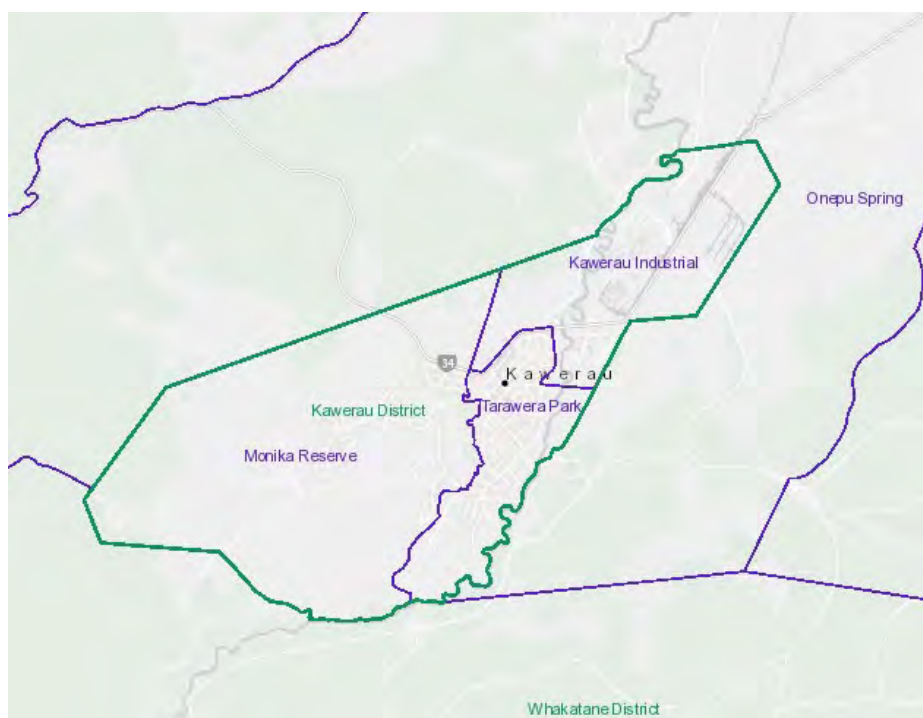 Onepu Spring
Kawerau Industrial
34
Kawerau
Kawerau District
Tarawera Park
Monika Reserve
Whakatane District